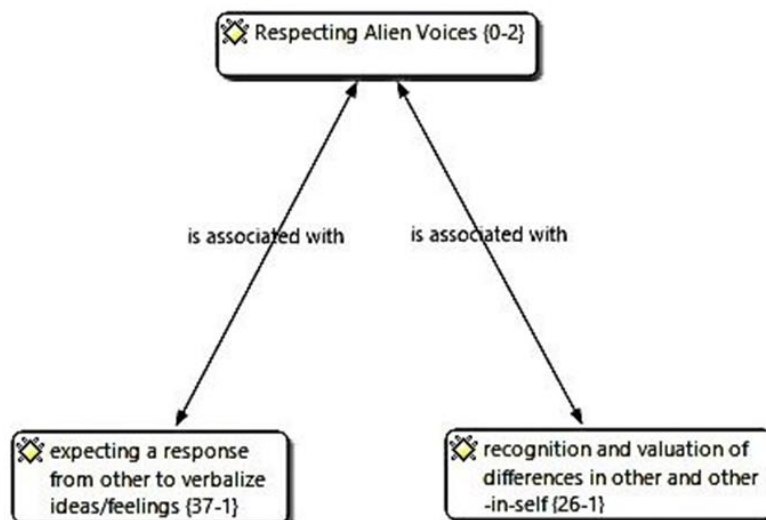 Respecting Alien Voices {0-2}
is associated with
is associated with
expecting a response
from other to verbalize
ideas/feelings {37-1}
recognition and valuation of
differences in other and other
-in-self {26-1}